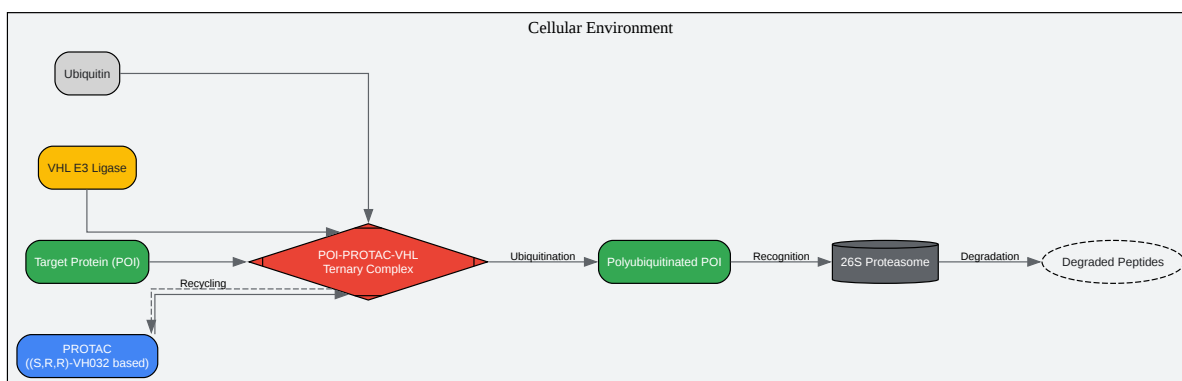 Cellular Environment
Ubiquitin
VHL E3 Ligase
Target Protein (POI)
POI-PROTAC-VHL
Ternary Complex
Ubiquitination
Polyubiquitinated POI
Recognition
26S Proteasome
Degradation
Degraded Peptides
Recycling
PROTAC
((S,R,R)-VH032 based)